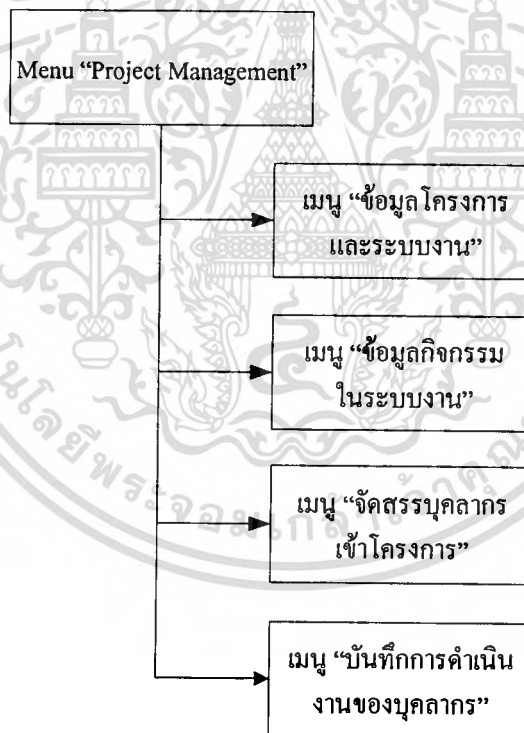 Menu “Project Management”
เมนู “ข้อมูลโครงการ
และระบบงาน”
เมนู “ข้อมูลกิจกรรม
ในระบบงาน”
เมนู “จัดสรรบุคลากร
เข้าโครงการ”
เมนู “บันทึกการดำเนิน
งานของบุคลากร”